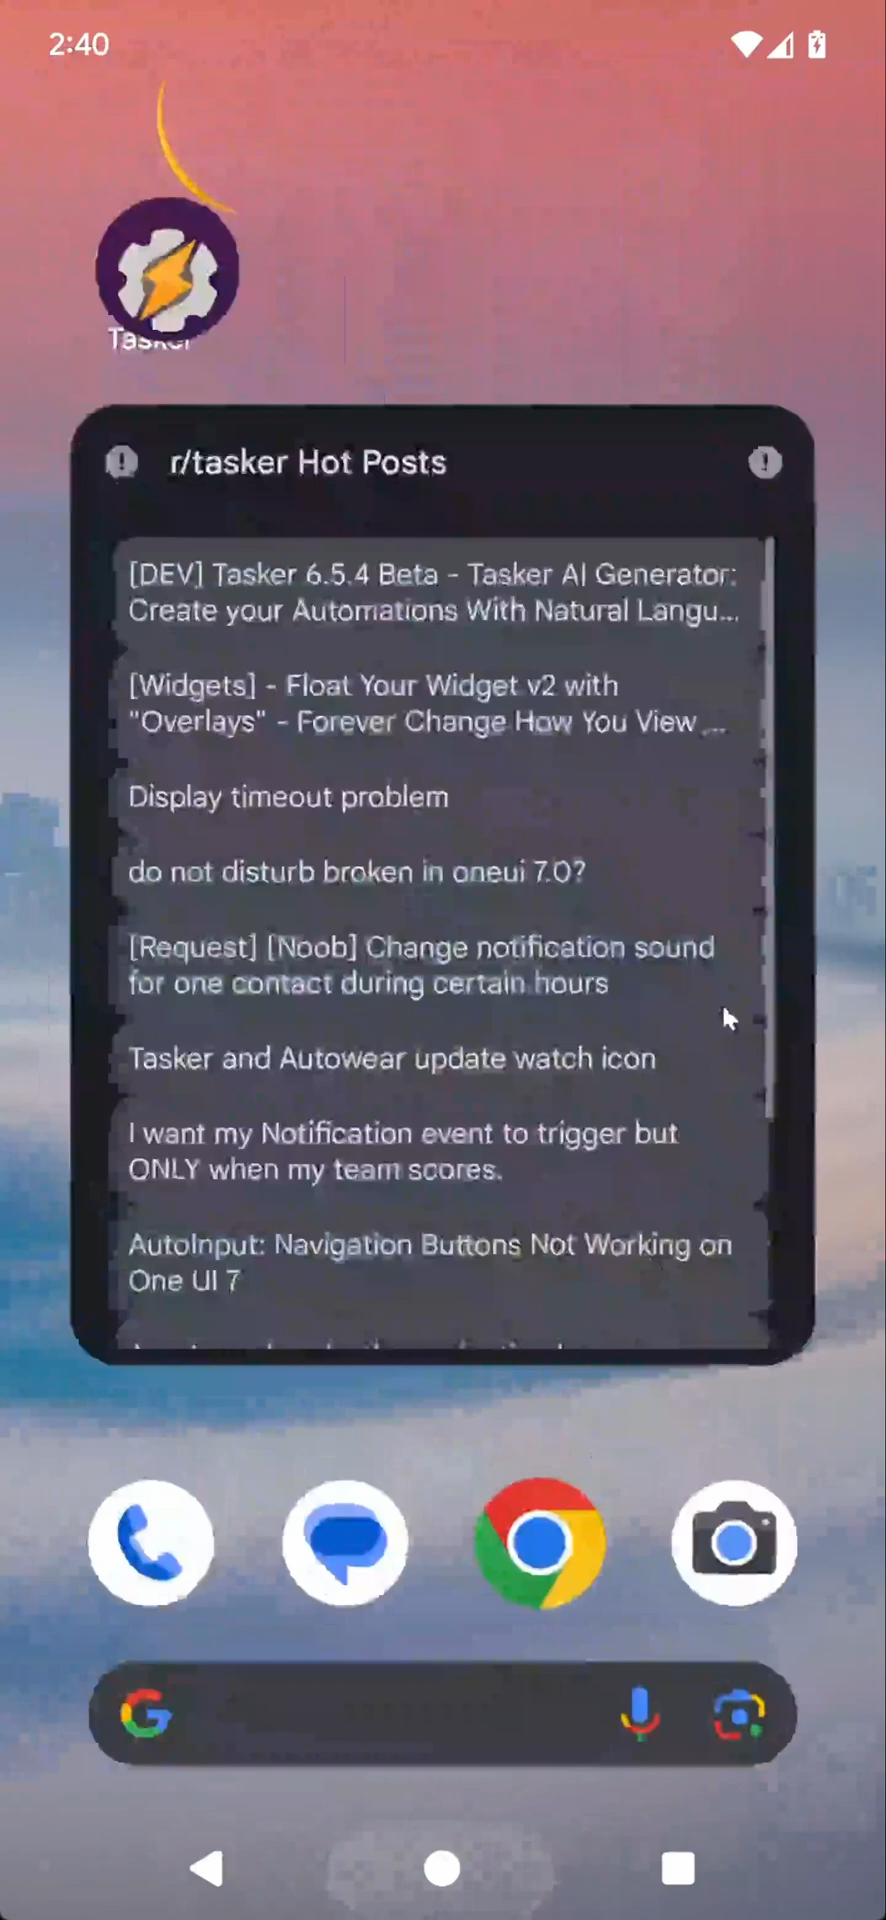 2:40
Tasker
r/tasker Hot Posts
[DEV] Tasker 6.5.4 Beta - Tasker AI Generator:
Create your Automations With Natural Langu...
[Widgets] - Float Your Widget v2 with
"Overlays" - Forever Change How You View ...
Display timeout problem
do not disturb broken in oneui 7.0?
[Request] [Noob] Change notification sound
for one contact during certain hours
Tasker and Autowear update watch icon
I want my Notification event to trigger but
ONLY when my team scores.
AutoInput: Navigation Buttons Not Working on
One UI 7